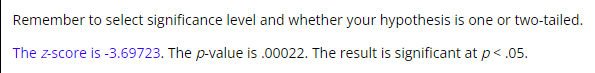 Remember to select significance level and whether your hypothesis is one or two-tailed.
The z-score is -3.69723. The p-value is .00022. The result is significant at p < .05.